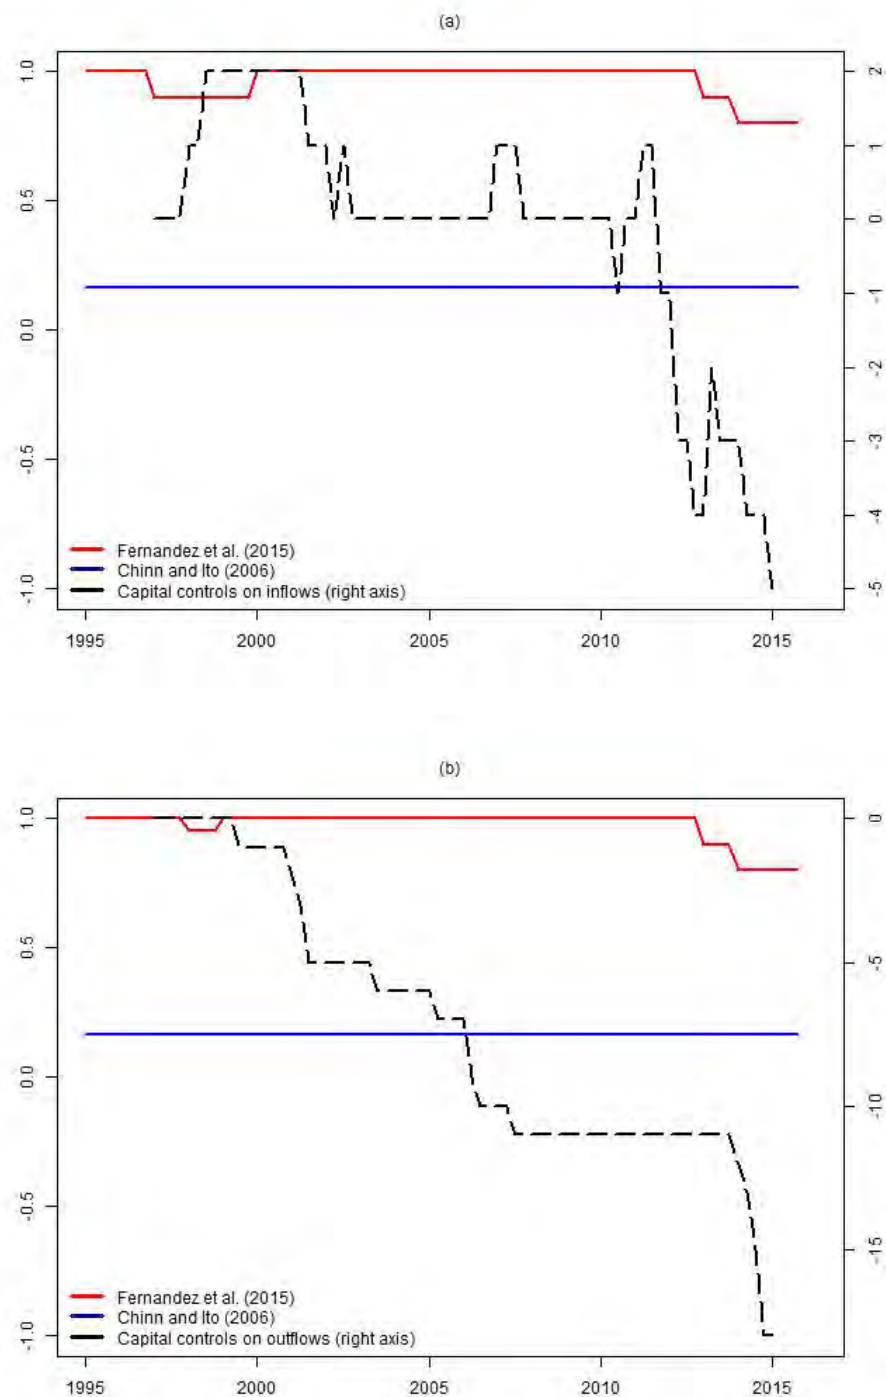 (a)
1.0
0.5
0.0
-0.5
-1.0
2
1
0
-1
-2
-3
-4
-5
Fernandez et al. (2015)
Chinn and Ito (2006)
Capital controls on inflows (right axis)
1995 2000 2005 2010 2015
(b)
1.0
0.5
0.0
-0.5
-1.0
0
-5
-10
-15
Fernandez et al. (2015)
Chinn and Ito (2006)
Capital controls on outflows (right axis)
1995 2000 2005 2010 2015